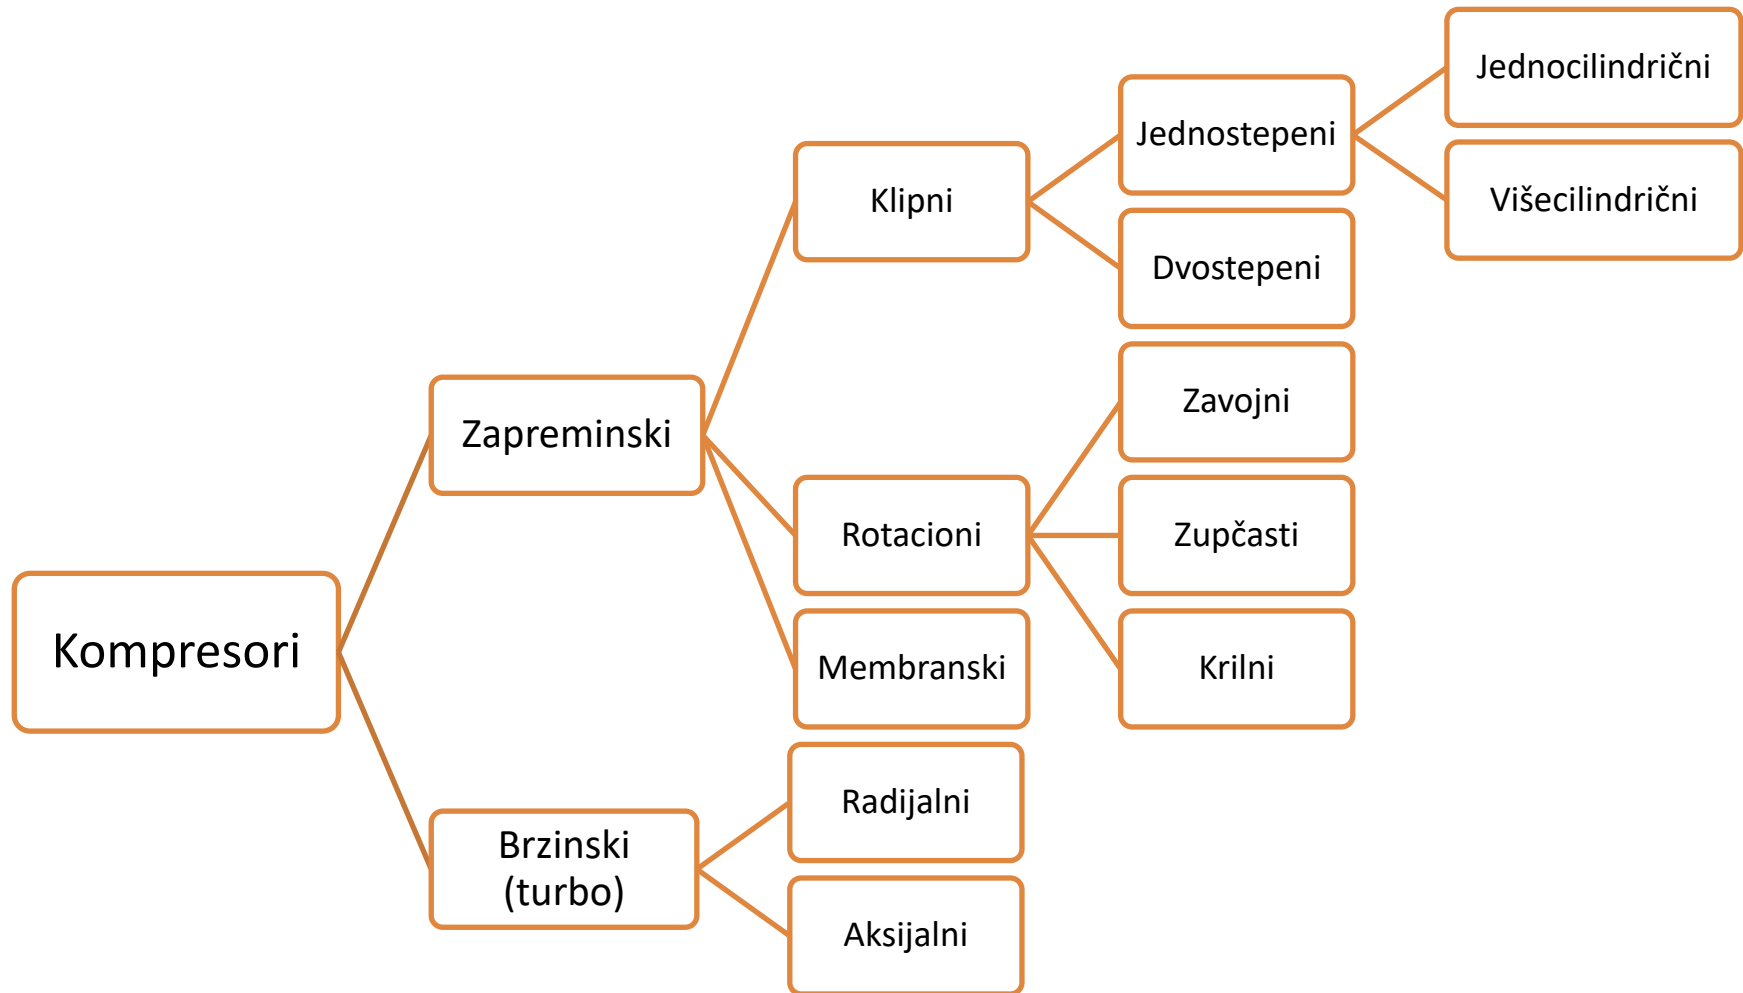 Kompresori
Zapreminski
Klipni
Jednostepeni
Jednocilindrični
Višecilindrični
Dvostepeni
Rotacioni
Zavojni
Zupčasti
Krilni
Membranski
Brzinski
(turbo)
Radijalni
Aksijalni